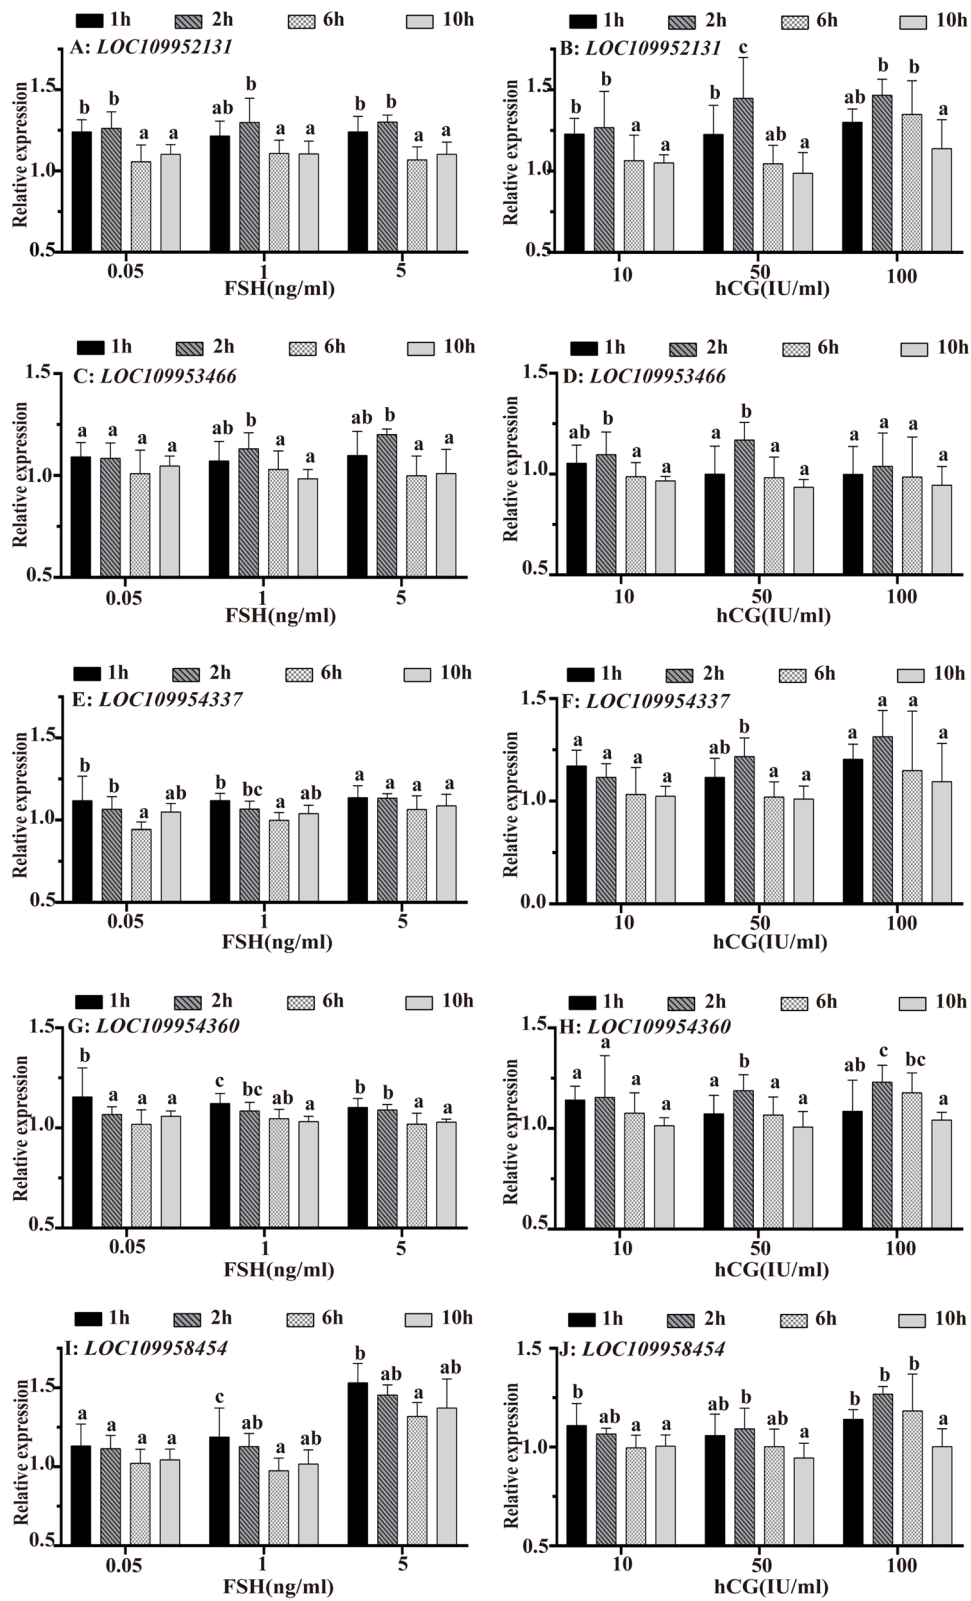 1h 2h 6h 10h
A: LOC109952131
Relative expression
1.5
1.0
0.5
b b a a ab b a a b b a a
0.05 1 5
FSH(ng/ml)
1h 2h 6h 10h
B: LOC109952131
Relative expression
1.5
1.0
0.5
b b a a b c ab a ab b b a
10 50 100
hCG(IU/ml)
1h 2h 6h 10h
C: LOC109953466
Relative expression
1.5
1.0
0.5
a a a a ab b a a ab b a a
0.05 1 5
FSH(ng/ml)
1h 2h 6h 10h
D: LOC109953466
Relative expression
1.5
1.0
0.5
ab b a a a b a a a a a a
10 50 100
hCG(IU/ml)
1h 2h 6h 10h
E: LOC109954337
Relative expression
1.5
1.0
0.5
b b a ab b bc a ab a a a a
0.05 1 5
FSH(ng/ml)
1h 2h 6h 10h
F: LOC109954337
Relative expression
1.5
1.0
0.0
a a a a ab b a a a a a a
10 50 100
hCG(IU/ml)
1h 2h 6h 10h
G: LOC109954360
Relative expression
1.5
1.0
0.5
b a a a c bc ab a b b a a
0.05 1 5
FSH(ng/ml)
1h 2h 6h 10h
H: LOC109954360
Relative expression
1.5
1.0
0.5
a a a a a b a a ab c bc a
10 50 100
hCG(IU/ml)
1h 2h 6h 10h
I: LOC109958454
Relative expression
1.5
1.0
0.5
a a a a c ab a ab b ab a ab
0.05 1 5
FSH(ng/ml)
1h 2h 6h 10h
J: LOC109958454
Relative expression
1.5
1.0
0.5
b ab a a ab b ab a b b b a
10 50 100
hCG(IU/ml)